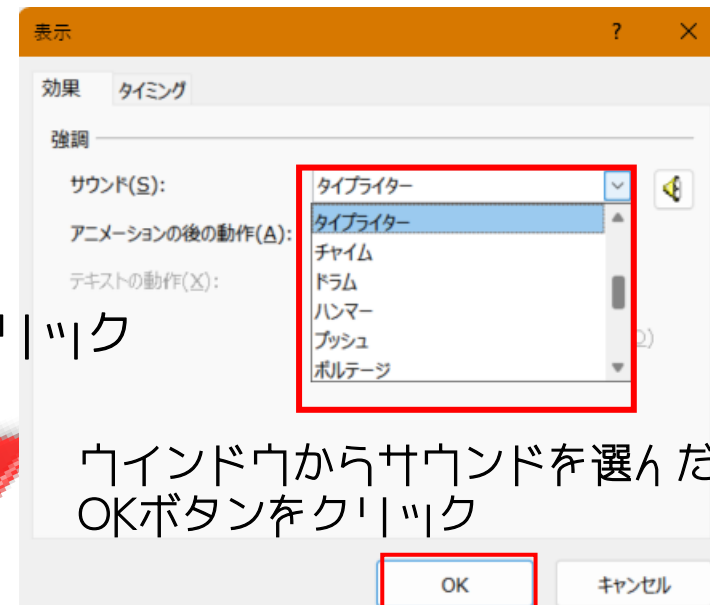 表示 ? ×
効果 タイミング
強調
サウンド(S): タイプライター
タイプライター
アニメーションの後の動作(A):
チャイム
テキストの動作(X): ドラム
ハンマー
リック
プッシュ
ボルテージ
ウインドウからサウンドを選んだ
OKボタンをクリック
OK キャンセル